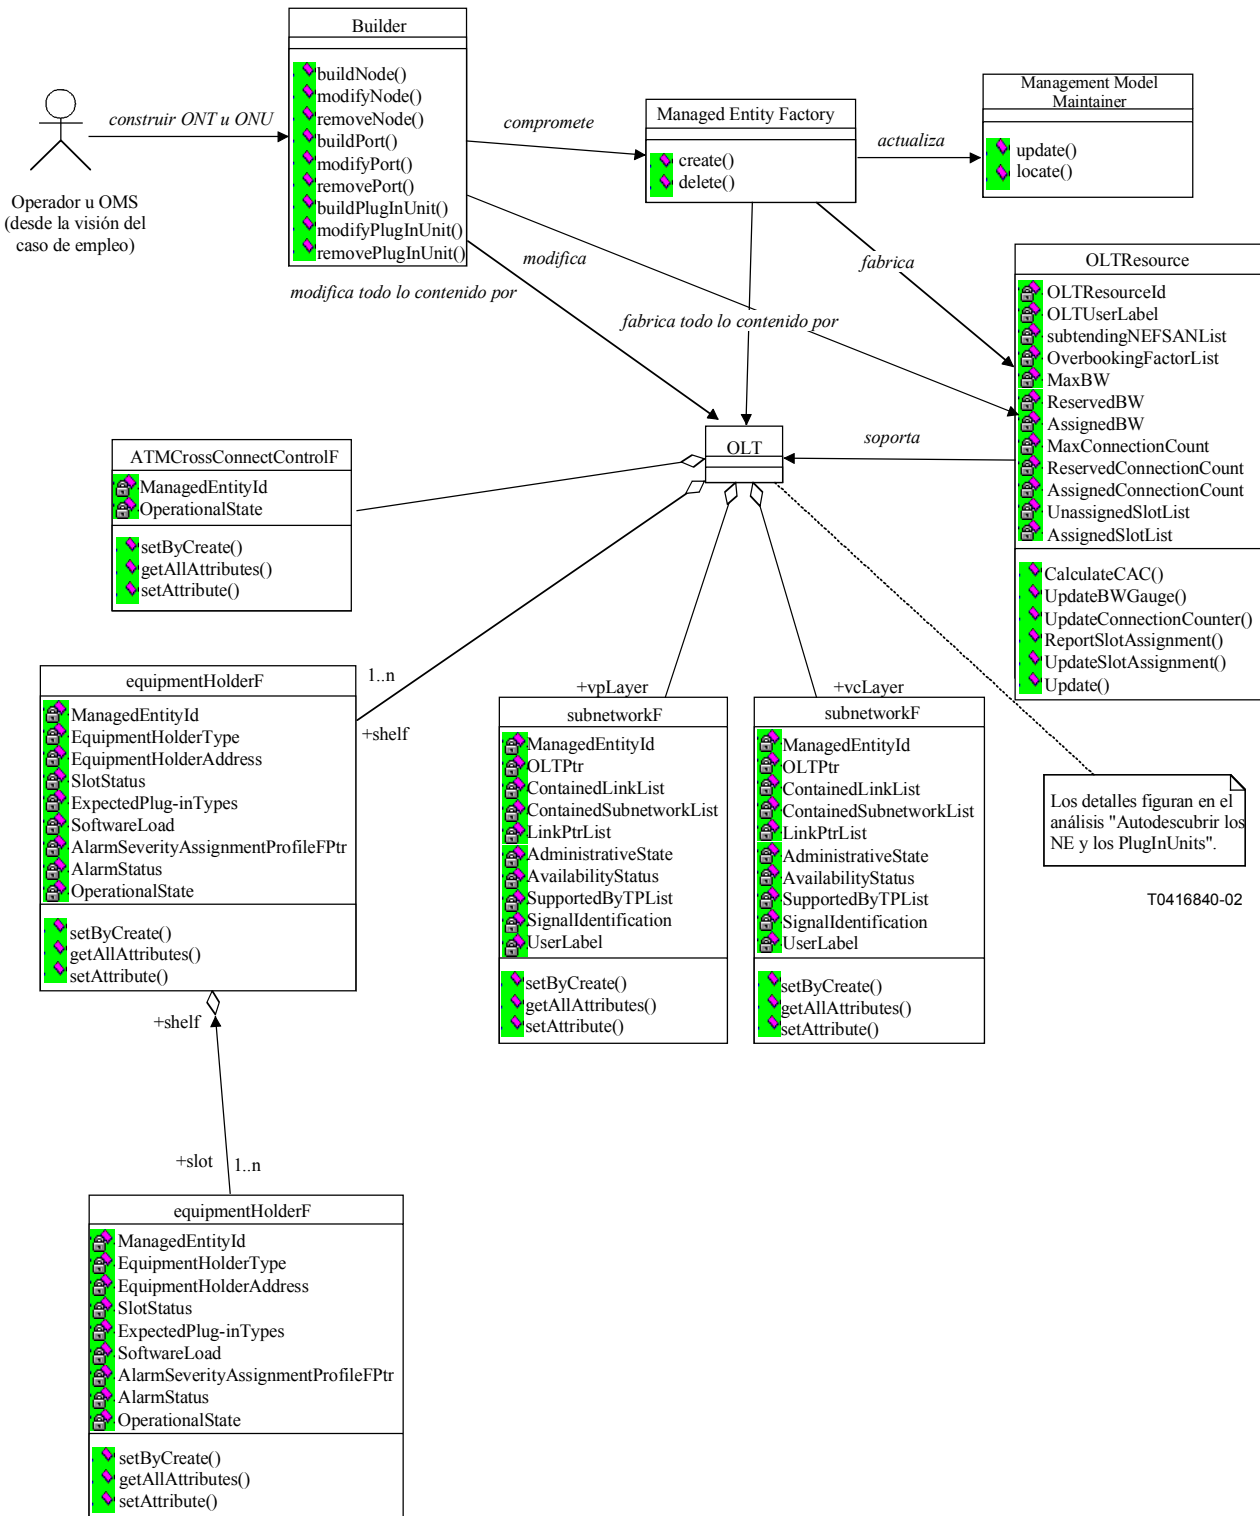 Builder
buildNode()
modifyNode()
removeNode()
buildPort()
modifyPort()
removePort()
buildPlugInUnit()
modifyPlugInUnit()
removePlugInUnit()
construir ONT u ONU
Operador u OMS
(desde la visión del
caso de empleo)
compromete
Managed Entity Factory
create()
delete()
actualiza
Management Model
Maintainer
update()
locate()
modifica
modifica todo lo contenido por
fabrica todo lo contenido por
fabrica
OLTResource
OLTResourceId
OLTUserLabel
subtendingNEFSANList
OverbookingFactorList
MaxBW
ReservedBW
AssignedBW
MaxConnectionCount
ReservedConnectionCount
AssignedConnectionCount
UnassignedSlotList
AssignedSlotList
CalculateCAC()
UpdateBWGauge()
UpdateConnectionCounter()
ReportSlotAssignment()
UpdateSlotAssignment()
Update()
soporta
OLT
ATMCrossConnectControlF
ManagedEntityId
OperationalState
setByCreate()
getAllAttributes()
setAttribute()
1..n
+shelf
equipmentHolderF
ManagedEntityId
EquipmentHolderType
EquipmentHolderAddress
SlotStatus
ExpectedPlug-inTypes
SoftwareLoad
AlarmSeverityAssignmentProfileFPtr
AlarmStatus
OperationalState
setByCreate()
getAllAttributes()
setAttribute()
+vpLayer
subnetworkF
ManagedEntityId
OLTPtr
ContainedLinkList
ContainedSubnetworkList
LinkPtrList
AdministrativeState
AvailabilityStatus
SupportedByTPList
SignalIdentification
UserLabel
setByCreate()
getAllAttributes()
setAttribute()
+vcLayer
subnetworkF
ManagedEntityId
OLTPtr
ContainedLinkList
ContainedSubnetworkList
LinkPtrList
AdministrativeState
AvailabilityStatus
SupportedByTPList
SignalIdentification
UserLabel
setByCreate()
getAllAttributes()
setAttribute()
Los detalles figuran en el
análisis "Autodescubrir los
NE y los PlugInUnits".
T0416840-02
+shelf
+slot
1..n
equipmentHolderF
ManagedEntityId
EquipmentHolderType
EquipmentHolderAddress
SlotStatus
ExpectedPlug-inTypes
SoftwareLoad
AlarmSeverityAssignmentProfileFPtr
AlarmStatus
OperationalState
setByCreate()
getAllAttributes()
setAttribute()